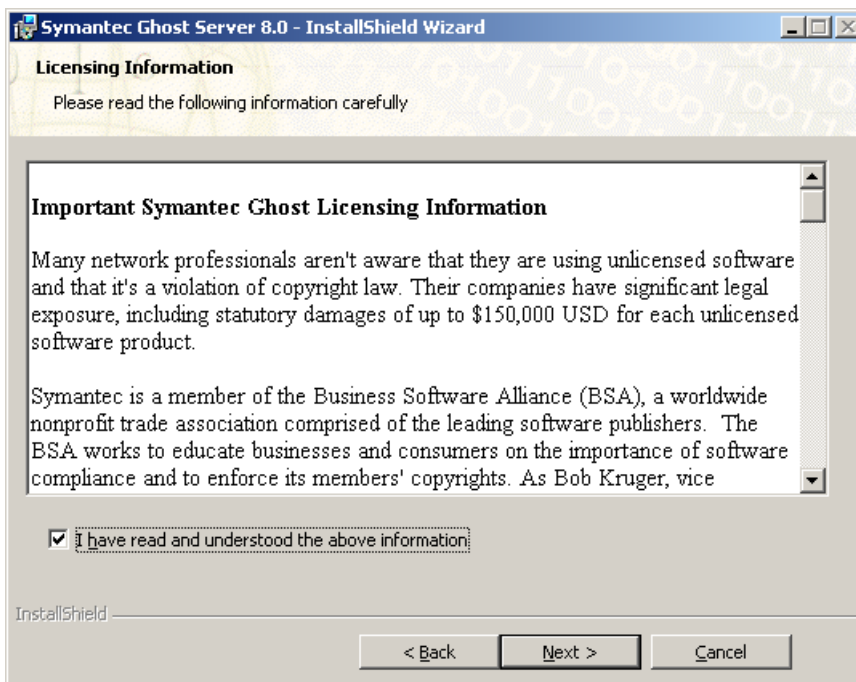 Symantec Ghost Server 8.0 - InstallShield Wizard
Licensing Information
Please read the following information carefully
Important Symantec Ghost Licensing Information
Many network professionals aren't aware that they are using unlicensed software
and that it's a violation of copyright law. Their companies have significant legal
exposure, including statutory damages of up to $150,000 USD for each unlicensed
software product.
Symantec is a member of the Business Software Alliance (BSA), a worldwide
nonprofit trade association comprised of the leading software publishers.  The
BSA works to educate businesses and consumers on the importance of software
compliance and to enforce its members' copyrights. As Bob Kruger, vice
I have read and understood the above information
InstallShield
< Back Next > Cancel